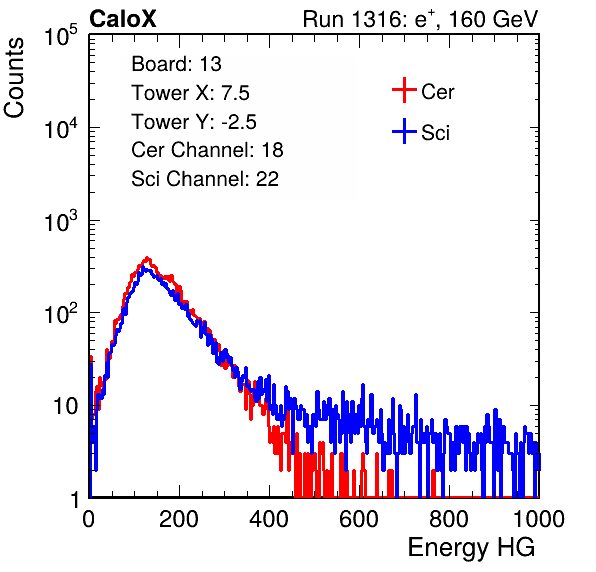 CaloX Run 1316: e⁺, 160 GeV
Counts
10⁵
10⁴
10³
10²
10
1
Board: 13
Tower X: 7.5
Tower Y: -2.5
Cer Channel: 18
Sci Channel: 22
Cer
Sci
0 200 400 600 800 1000
Energy HG